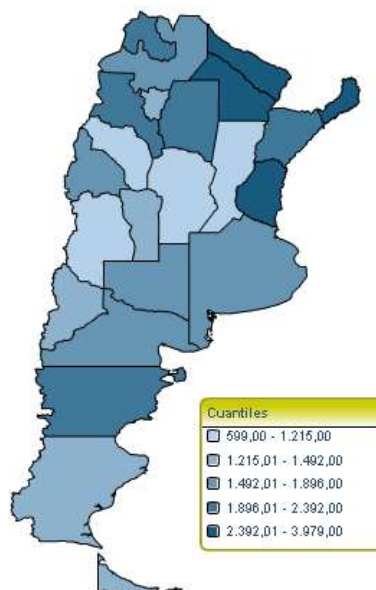 Cuantiles
599,00 - 1.215,00
1.215,01 - 1.492,00
1.492,01 - 1.896,00
1.896,01 - 2.392,00
2.392,01 - 3.979,00